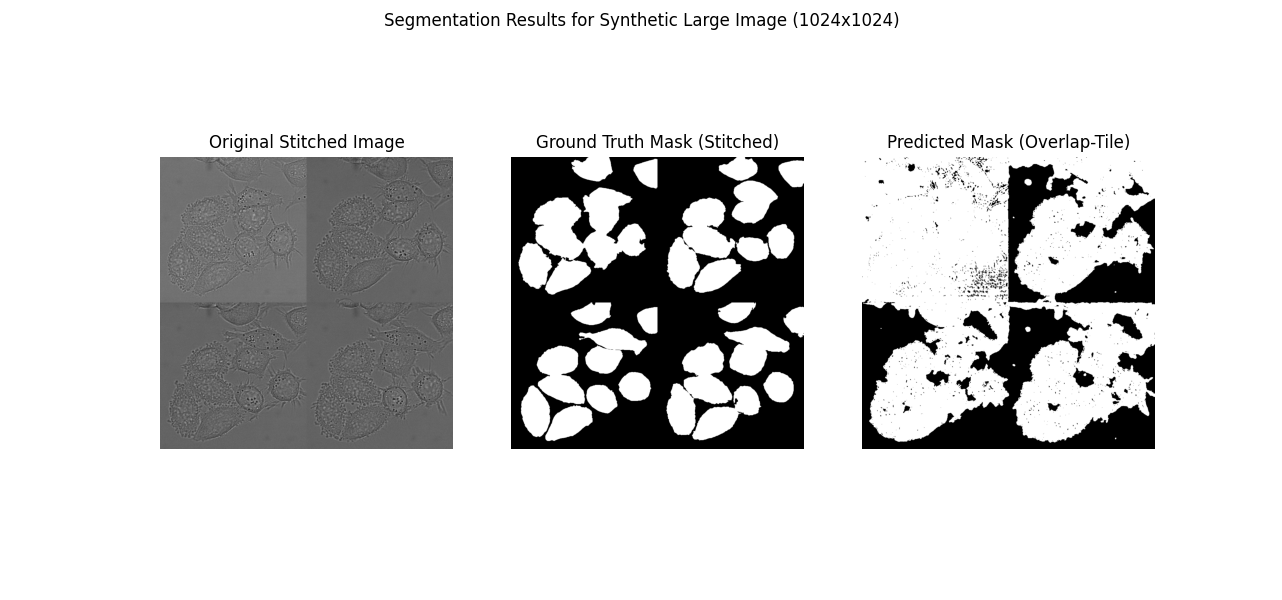 Segmentation Results for Synthetic Large Image (1024x1024)
Original Stitched Image
Ground Truth Mask (Stitched)
Predicted Mask (Overlap-Tile)